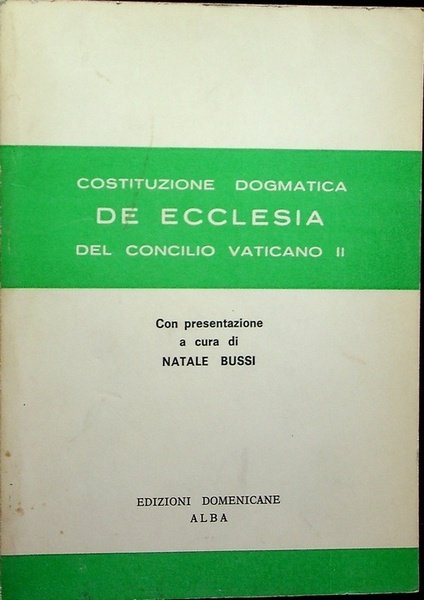 COSTITUZIONE DOGMATICA
DE ECCLESIA
DEL CONCILIO VATICANO II
Con presentazione
a cura di
NATALE BUSSI
EDIZIONI DOMENICANE
ALBA